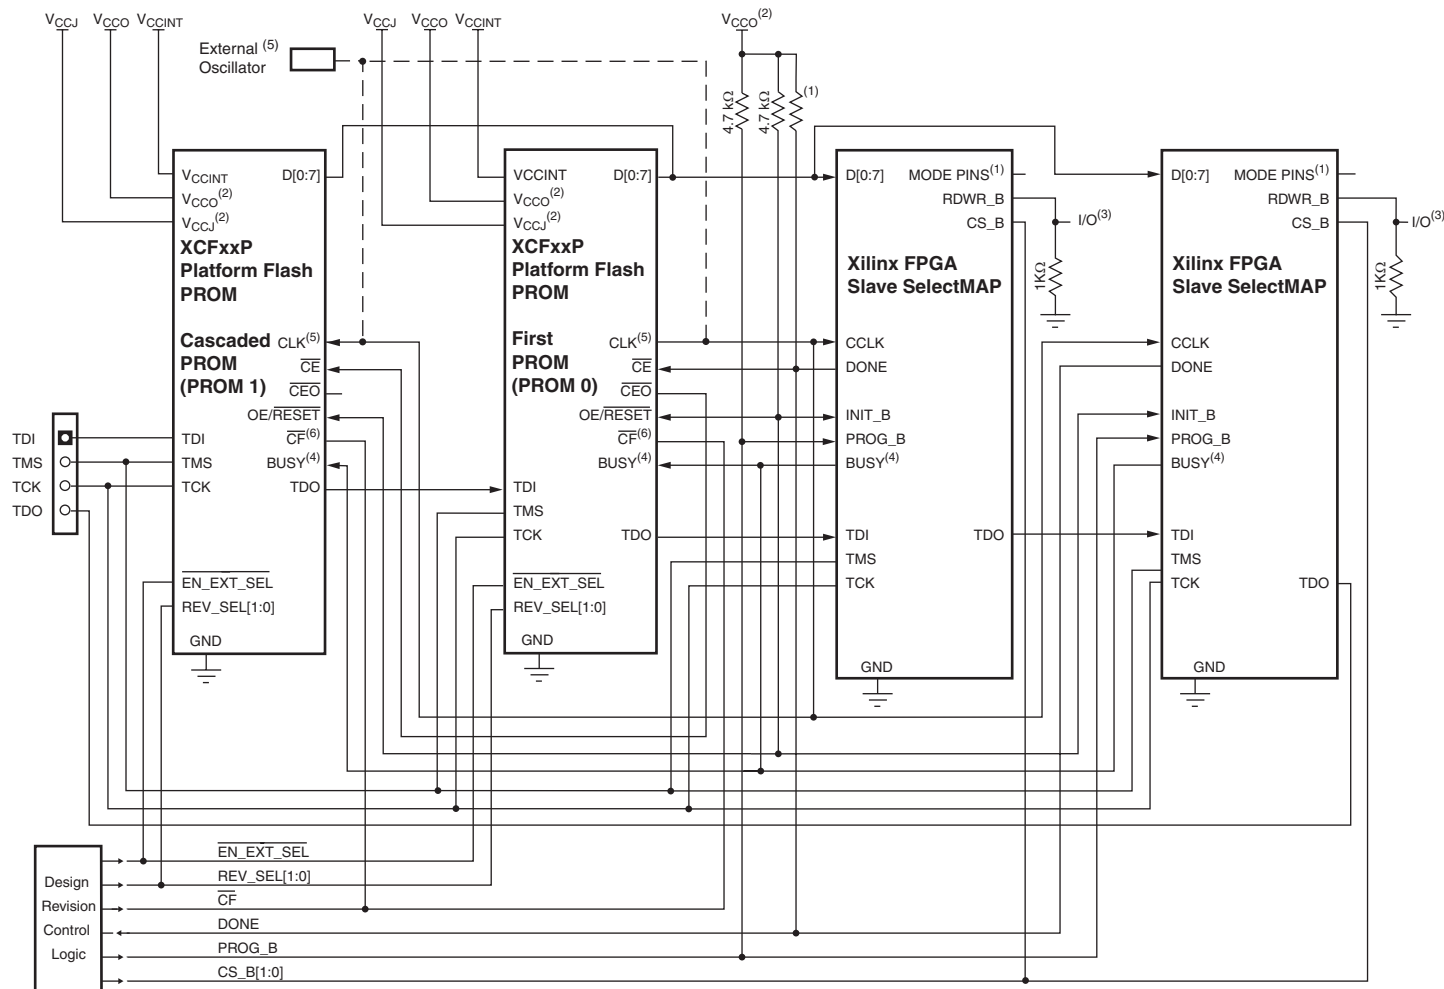 VCCJ VCCO VCCINT
VCCJ VCCO VCCINT
VCCO(2)
External (5)
Oscillator
4.7 kΩ
4.7 kΩ
(1)
VCCINT
VCCO(2)
VCCJ(2)
D[0:7]
XCFxxP
Platform Flash
PROM
Cascaded
PROM
(PROM 1)
CLK(5)
CE
CEO
OE/RESET
CF(6)
BUSY(4)
TDO
TDI
TMS
TCK
EN_EXT_SEL
REV_SEL[1:0]
GND
TDI
TMS
TCK
TDO
VCCINT
VCCO(2)
VCCJ(2)
D[0:7]
XCFxxP
Platform Flash
PROM
First
PROM
(PROM 0)
CLK(5)
CE
CEO
OE/RESET
CF(6)
BUSY(4)
TDI
TMS
TCK
TDO
EN_EXT_SEL
REV_SEL[1:0]
GND
D[0:7]
MODE PINS(1)
RDWR_B
CS_B
I/O(3)
1KΩ
Xilinx FPGA
Slave SelectMAP
CCLK
DONE
INIT_B
PROG_B
BUSY(4)
TDI
TMS
TCK
TDO
GND
D[0:7]
MODE PINS(1)
RDWR_B
CS_B
I/O(3)
1KΩ
Xilinx FPGA
Slave SelectMAP
CCLK
DONE
INIT_B
PROG_B
BUSY(4)
TDI
TMS
TCK
TDO
GND
Design
Revision
Control
Logic
EN_EXT_SEL
REV_SEL[1:0]
CF
DONE
PROG_B
CS_B[1:0]